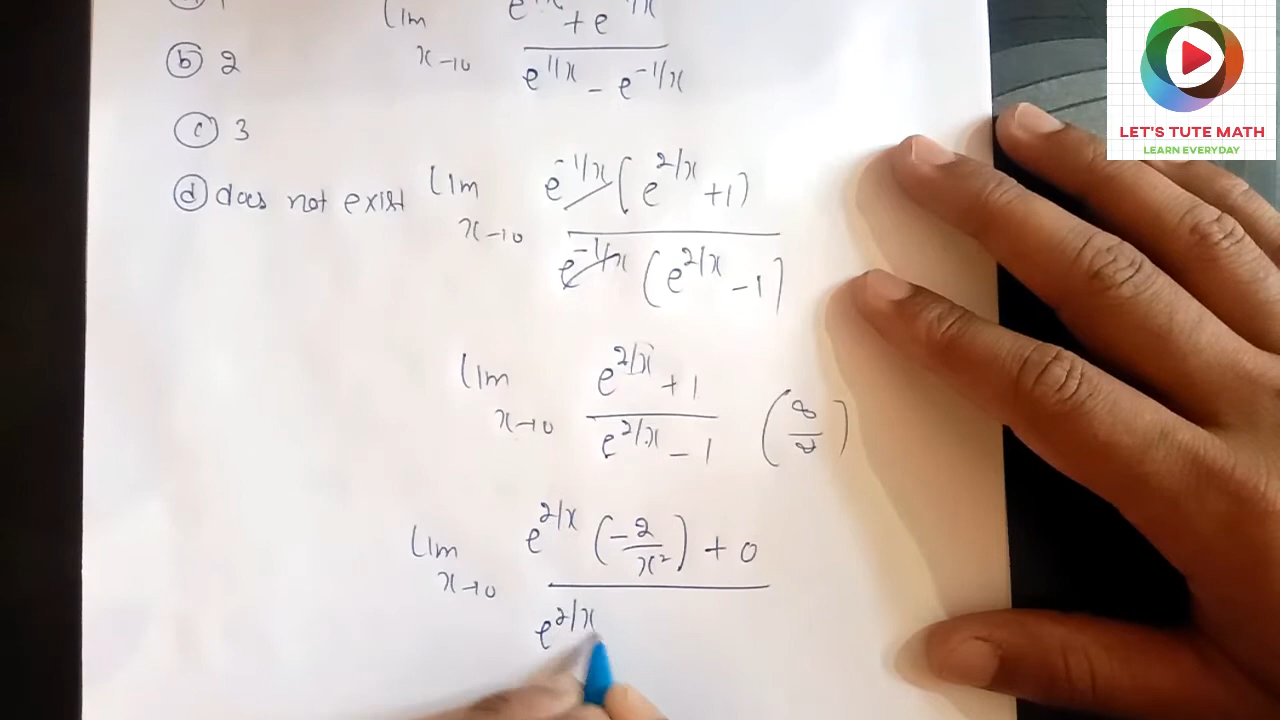 lim e^1/x + e^-1/x
x→0 e^1/x - e^-1/x
(b) 2
(c) 3
(d) does not exist
lim e^-1/x (e^2/x + 1)
x→0 e^-1/x (e^2/x - 1)
lim e^2/x + 1
x→0 e^2/x - 1 (∞/∞)
lim e^2/x (-2/x²) + 0
x→0 e^2/x
LET'S TUTE MATH
LEARN EVERYDAY